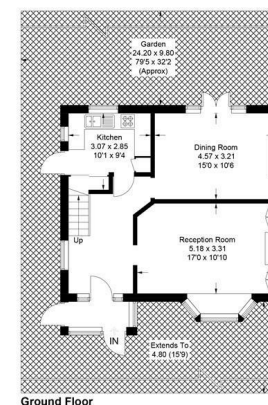 Garden
24.20 x 9.80
79'5 x 32'2
(Approx)
Kitchen
3.07 x 2.85
10'1 x 9'4
Dining Room
4.57 x 3.21
15'0 x 10'6
Up
Reception Room
5.18 x 3.31
17'0 x 10'10
IN
Extends To
4.80 (15'9)
Ground Floor